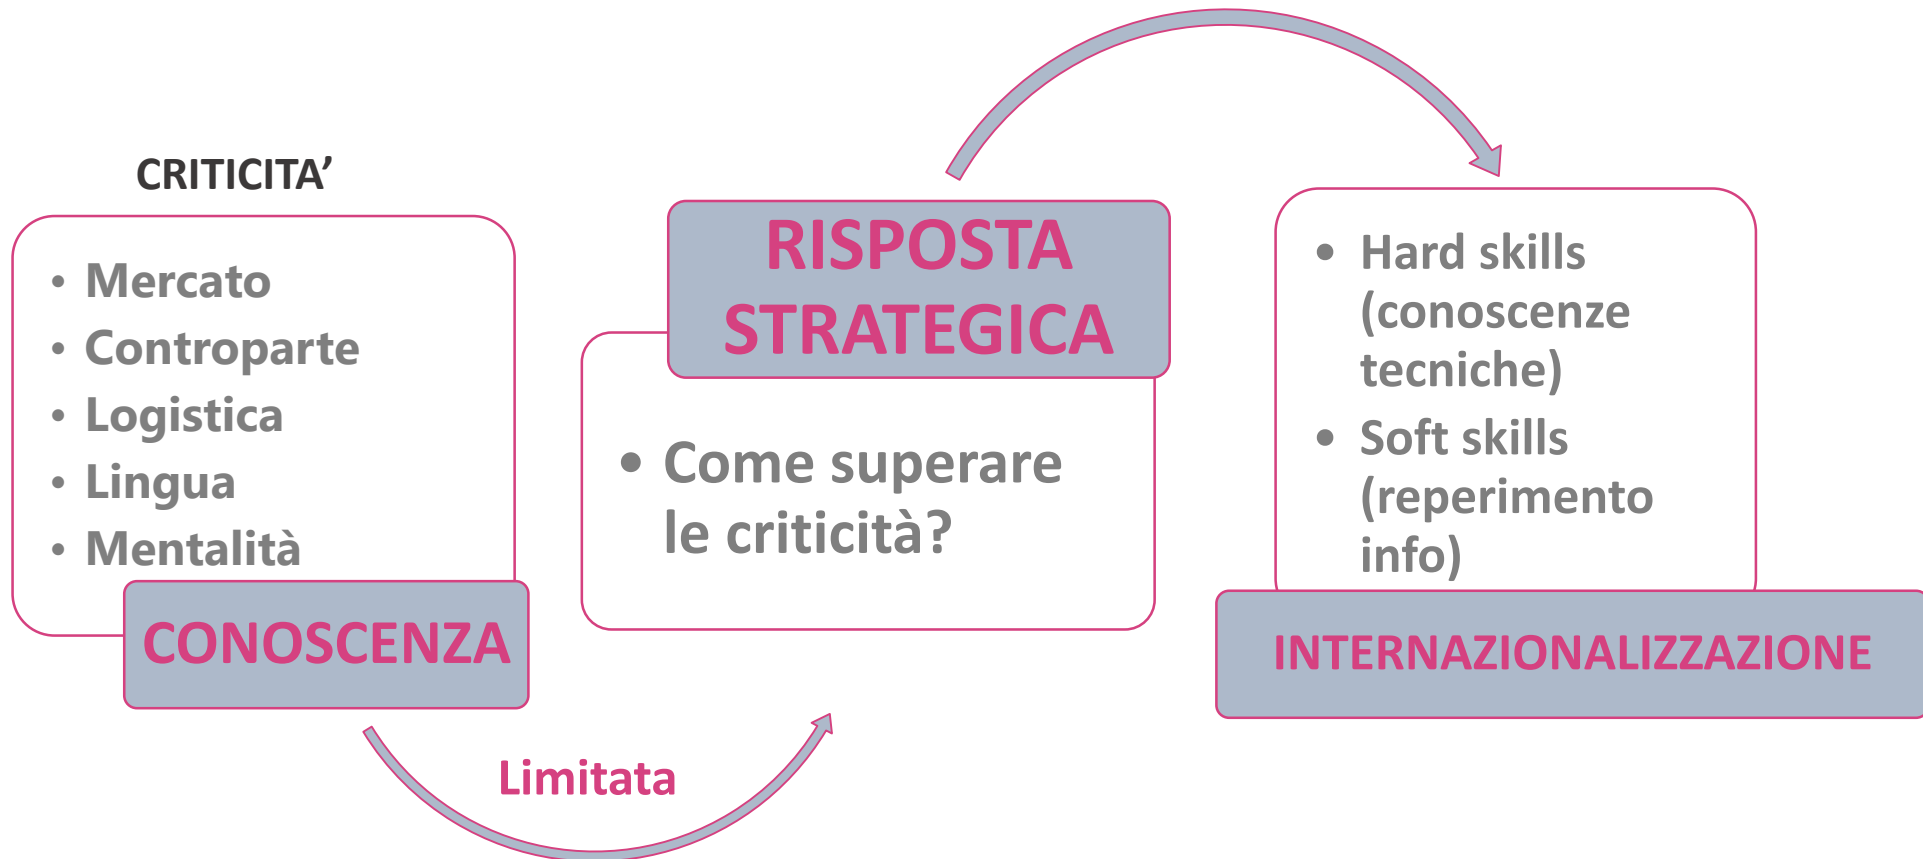 CRITICITA’
• Mercato
• Controparte
• Logistica
• Lingua
• Mentalità
CONOSCENZA
Limitata
RISPOSTA
STRATEGICA
• Come superare
le criticità?
• Hard skills
(conoscenze
tecniche)
• Soft skills
(reperimento
info)
INTERNAZIONALIZZAZIONE